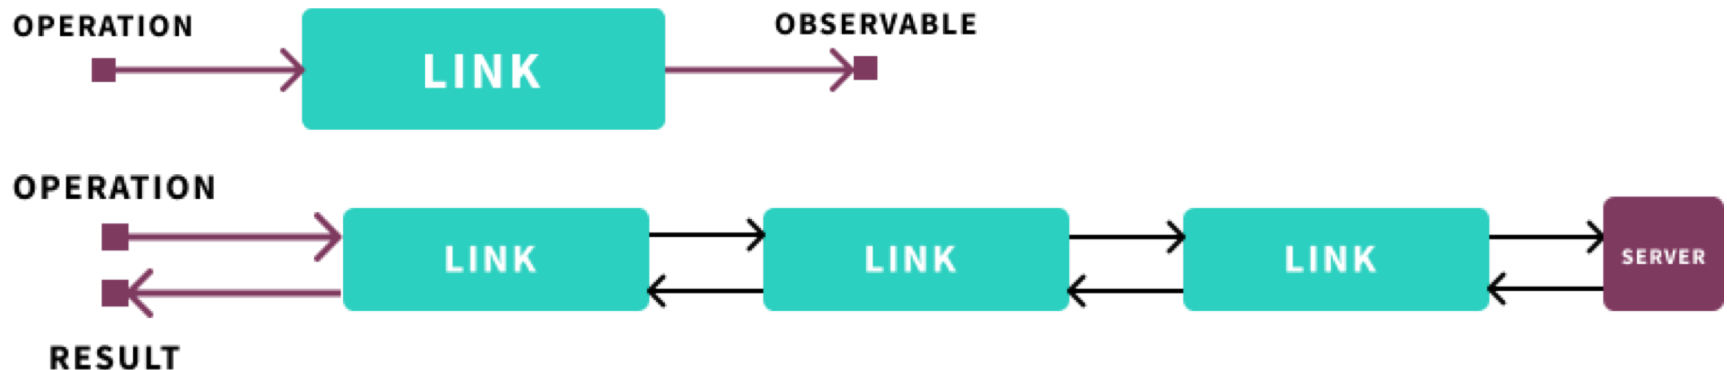 OPERATION
LINK
OBSERVABLE
OPERATION
LINK
LINK
LINK
SERVER
RESULT